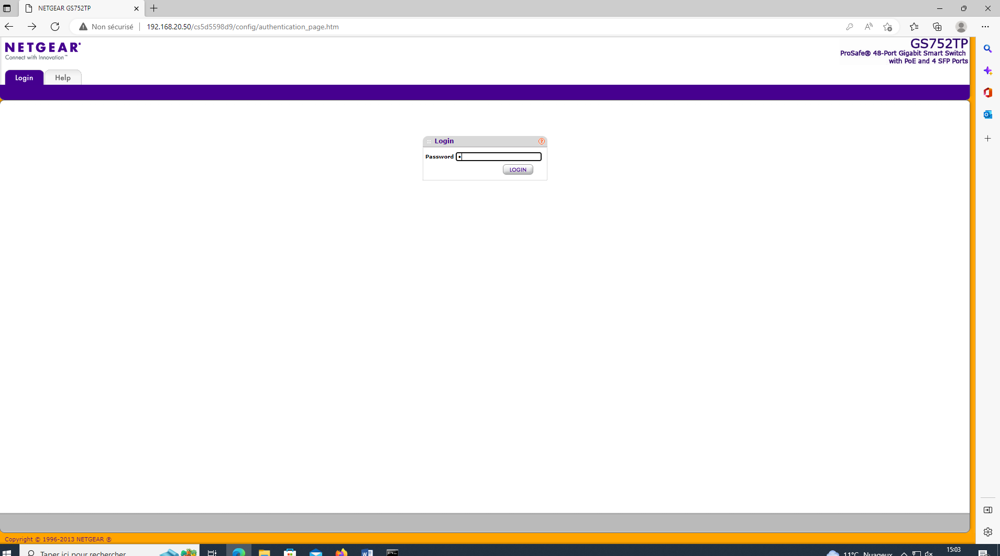 NETGEAR GS752TP
Non sécurisé
192.168.20.50/cs5d5598d9/config/authentication_page.htm
NETGEAR®
Connect with Innovation™
GS752TP
ProSafe® 48-Port Gigabit Smart Switch
with PoE and 4 SFP Ports
Login
Help
Login
Password
LOGIN
Copyright © 1996-2013 NETGEAR ®
Taper ici pour rechercher
11°C Nuageux
15:03